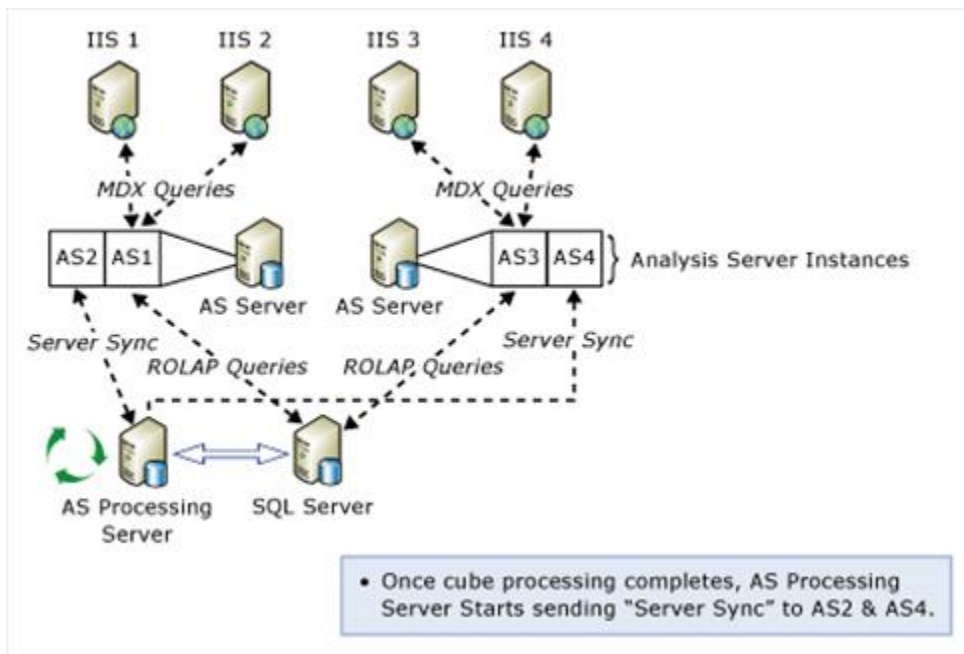 IIS 1
IIS 2
IIS 3
IIS 4
MDX Queries
MDX Queries
AS2
AS1
AS Server
AS Server
AS3
AS4
Analysis Server Instances
Server Sync
ROLAP Queries
ROLAP Queries
Server Sync
AS Processing
Server
SQL Server
• Once cube processing completes, AS Processing
Server Starts sending “Server Sync” to AS2 & AS4.